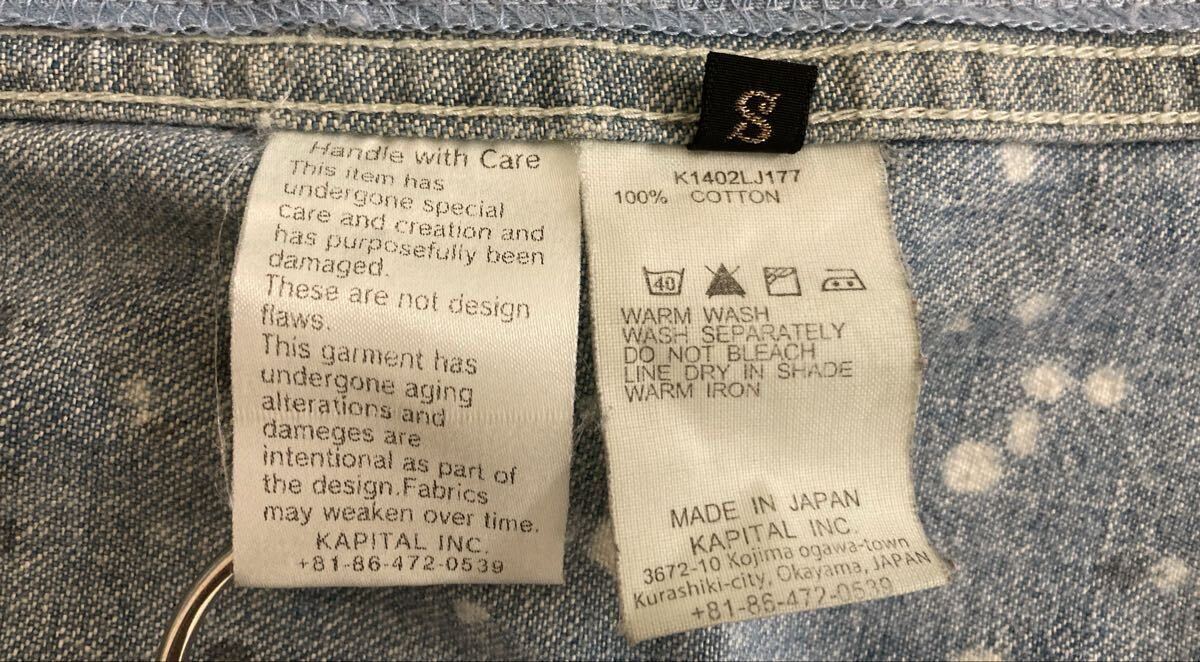 S
Handle with Care
This item has
undergone special
care and creation and
has purposefully been
damaged.
These are not design
flaws.
This garment has
undergone aging
alterations and
dameges are
intentional as part of
the design.Fabrics
may weaken over time.
KAPITAL INC.
+81-86-472-0539
K1402LJ177
100% COTTON
40
WARM WASH
WASH SEPARATELY
DO NOT BLEACH
LINE DRY IN SHADE
WARM IRON
MADE IN JAPAN
KAPITAL INC.
3672-10 Kojima ogawa-town
Kurashiki-city, Okayama, JAPAN
+81-86-472-0539